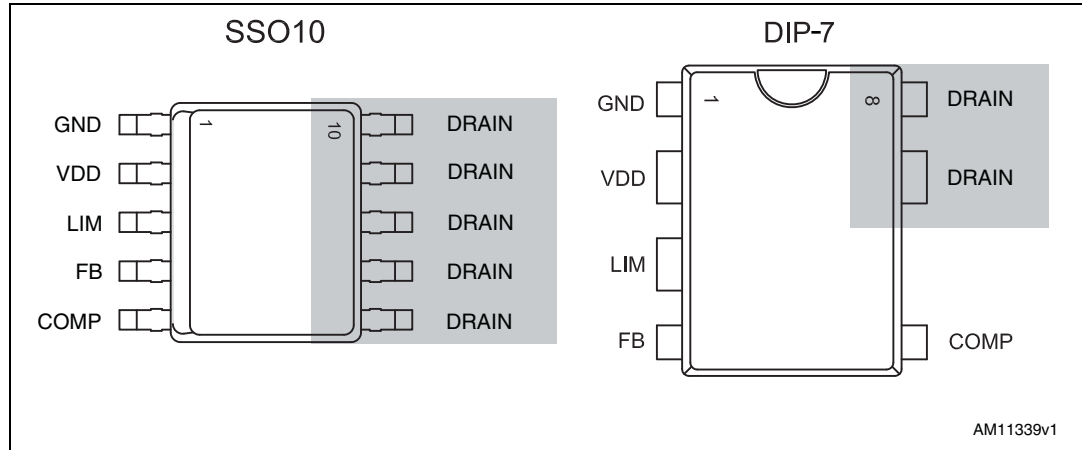 SSO10
GND 1 10 DRAIN
VDD DRAIN
LIM DRAIN
FB DRAIN
COMP DRAIN
DIP-7
GND 1 8 DRAIN
VDD DRAIN
LIM
FB COMP
AM11339v1